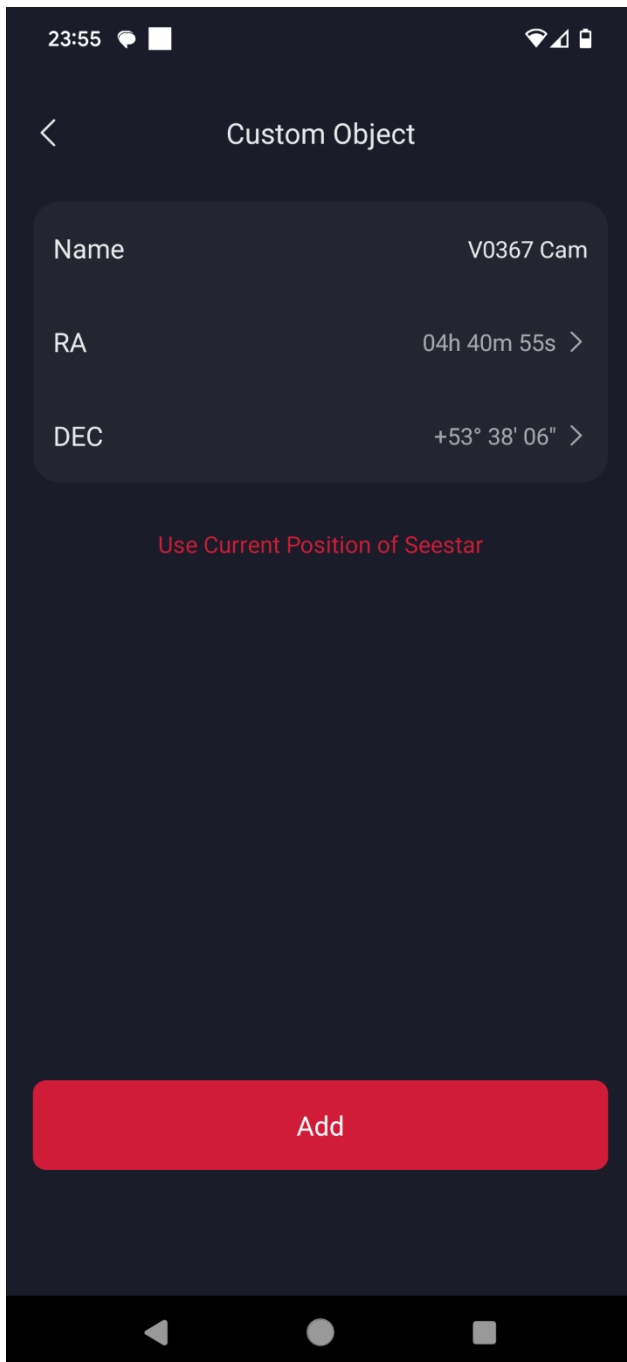 23:55
Custom Object
Name V0367 Cam
RA 04h 40m 55s
DEC +53° 38' 06"
Use Current Position of Seestar
Add